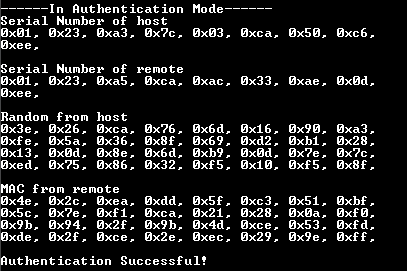 ------In Authentication Mode------
Serial Number of host
0x01, 0x23, 0xa3, 0x7c, 0x03, 0xca, 0x50, 0xc6,
0xee,
Serial Number of remote
0x01, 0x23, 0xa5, 0xca, 0xac, 0x33, 0xae, 0x0d,
0xee,
Random from host
0x3e, 0x26, 0xca, 0x76, 0x6d, 0x16, 0x90, 0xa3,
0xfe, 0x5a, 0x36, 0x8f, 0x69, 0xd2, 0xb1, 0x28,
0x13, 0x0d, 0x8e, 0x6d, 0xb9, 0x0d, 0x7e, 0x7c,
0xed, 0x75, 0x86, 0x32, 0xf5, 0x10, 0xf5, 0x8f,
MAC from remote
0x4e, 0x2c, 0xea, 0xdd, 0x5f, 0xc3, 0x51, 0xbf,
0x5c, 0x7e, 0xf1, 0xca, 0x21, 0x28, 0x0a, 0xf0,
0x9b, 0x94, 0x2f, 0x9b, 0x4d, 0xce, 0x53, 0xfd,
0xde, 0x2f, 0xce, 0x2e, 0xec, 0x29, 0x9e, 0xff,
Authentication Successful!